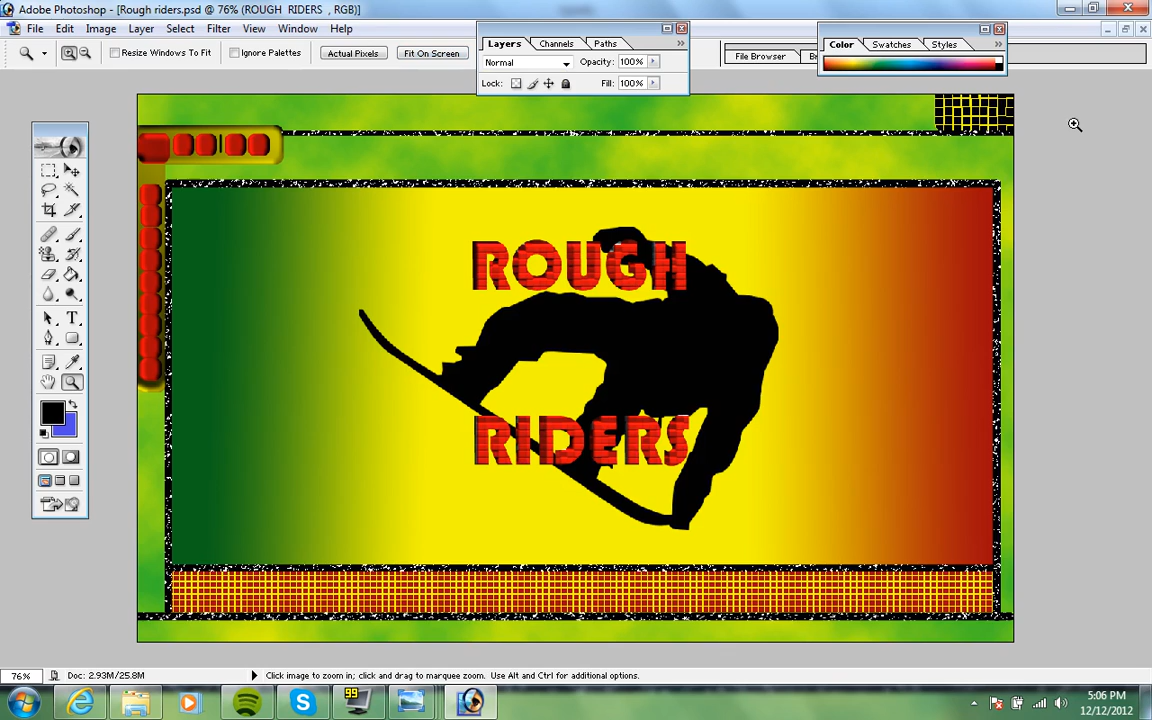 Adobe Photoshop - [Rough riders.psd @ 76% (ROUGH  RIDERS  , RGB)]
File Edit Image Layer Select Filter View Window Help
Resize Windows To Fit Ignore Palettes Actual Pixels Fit On Screen
Layers Channels Paths
Normal Opacity: 100%
Lock: Fill: 100%
File Browser
Color Swatches Styles
ROUGH
RIDERS
76% Doc: 2.93M/25.8M Click image to zoom in; click and drag to marquee zoom. Use Alt and Ctrl for additional options.
99
5:06 PM
12/12/2012